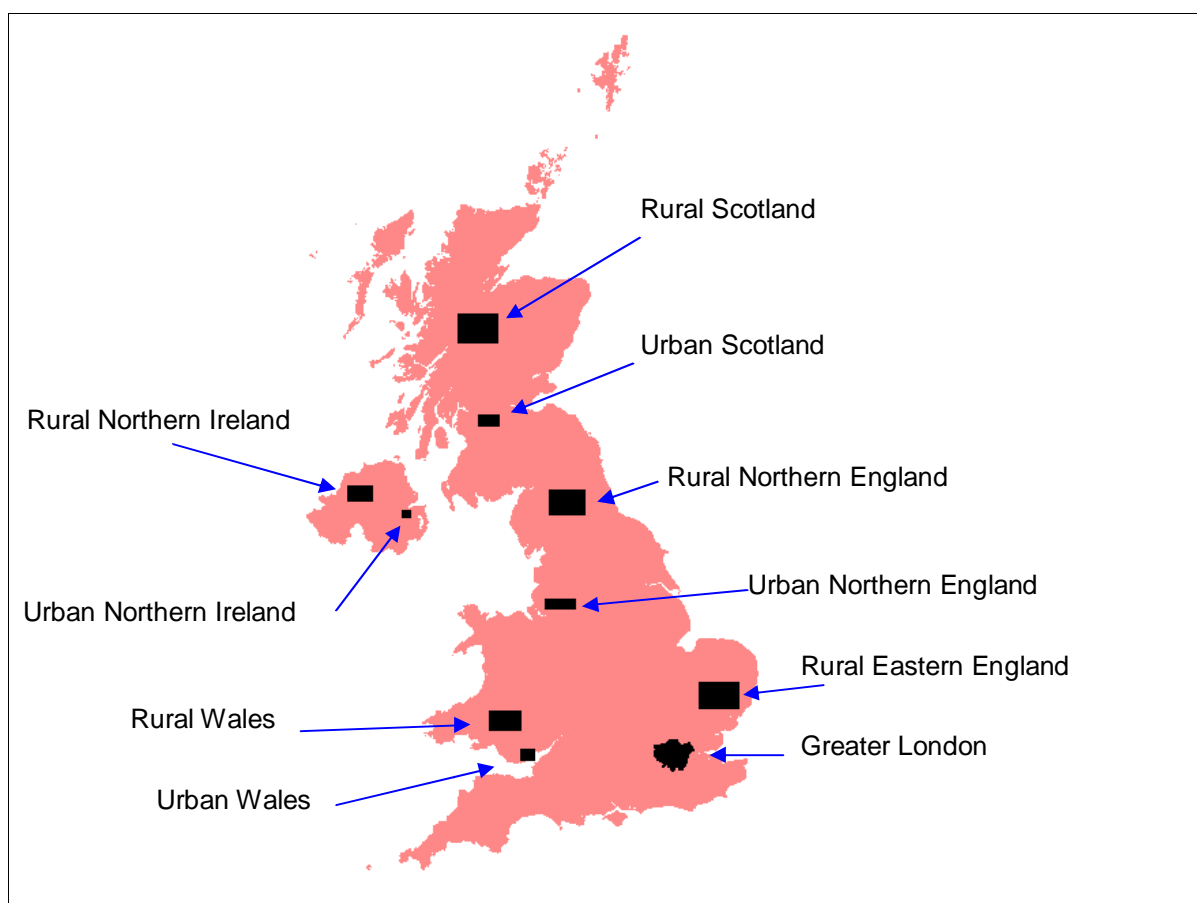 Rural Scotland
Urban Scotland
Rural Northern Ireland
Rural Northern England
Urban Northern England
Urban Northern Ireland
Rural Eastern England
Rural Wales
Greater London
Urban Wales